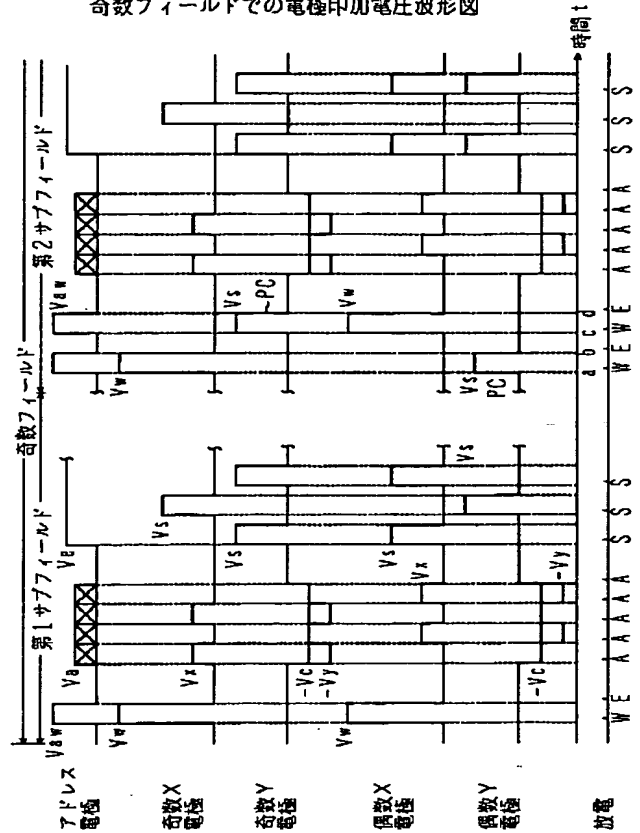 奇数フィールドでの電極印加電圧波形図
奇数フィールド
第1サブフィールド
第2サブフィールド
アドレス
電極
Vaw
Va
Ve
Vaw
奇数X
電極
Vw
Vx
Vs
Vw
奇数Y
電極
-Vc
-Vy
Vs
Vs
~PC
偶数X
電極
Vw
Vx
Vs
Vw
偶数Y
電極
-Vc
-Vy
Vs
Vs
PC
時間t
a b c d
放電
W E A A A A A A S S S W E W E A A A A A A S S S